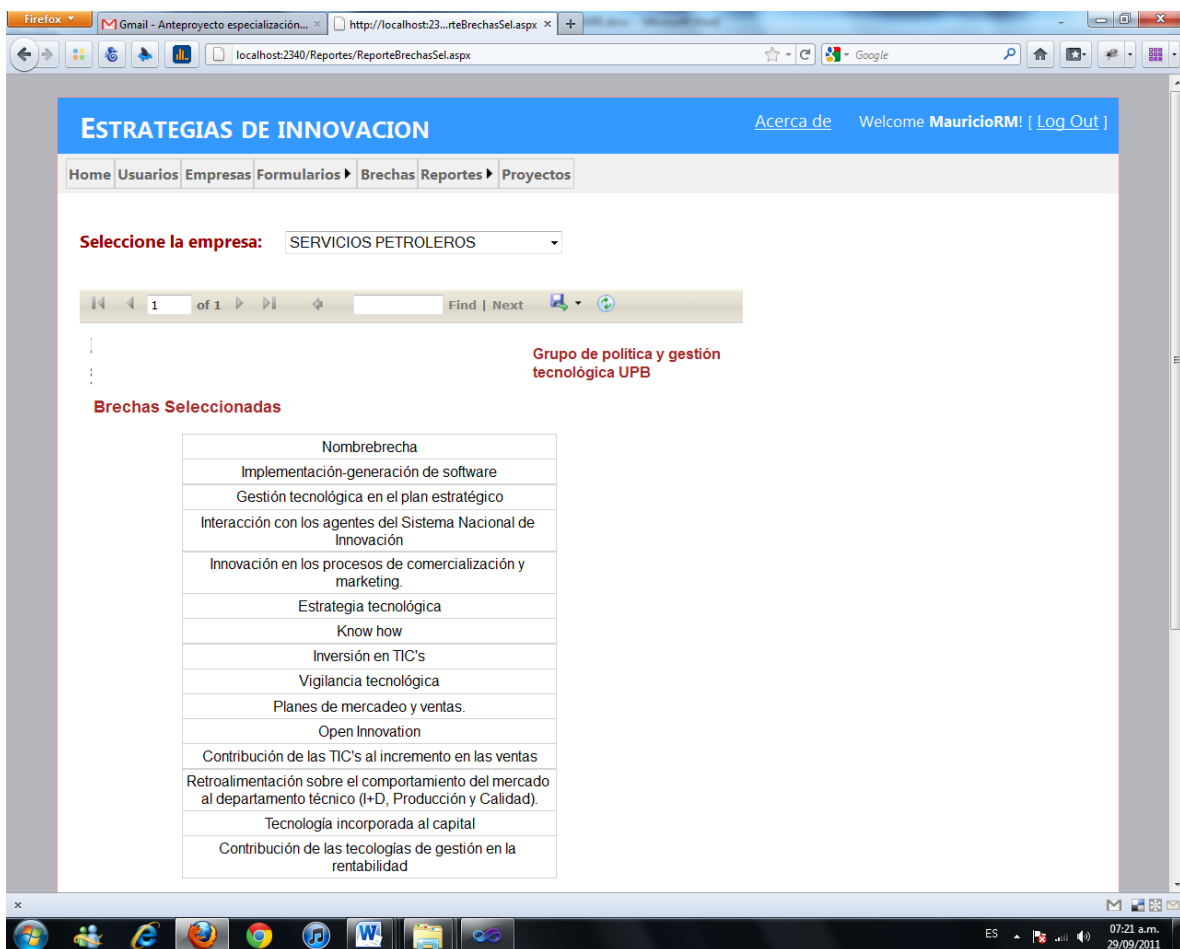 Firefox
Gmail - Anteproyecto especialización...
http://localhost:23...rteBrechasSel.aspx
localhost:2340/Reportes/ReporteBrechasSel.aspx
Google
ESTRATEGIAS DE INNOVACION
Acerca de Welcome MauricioRM! [ Log Out ]
Home Usuarios Empresas Formularios Brechas Reportes Proyectos
Seleccione la empresa: SERVICIOS PETROLEROS
1 of 1 Find | Next
Grupo de política y gestión
tecnológica UPB
Brechas Seleccionadas
Nombrebrecha
Implementación-generación de software
Gestión tecnológica en el plan estratégico
Interacción con los agentes del Sistema Nacional de
Innovación
Innovación en los procesos de comercialización y
marketing.
Estrategia tecnológica
Know how
Inversión en TIC's
Vigilancia tecnológica
Planes de mercadeo y ventas.
Open Innovation
Contribución de las TIC's al incremento en las ventas
Retroalimentación sobre el comportamiento del mercado
al departamento técnico (I+D, Producción y Calidad).
Tecnología incorporada al capital
Contribución de las tecologías de gestión en la
rentabilidad
ES
07:21 a.m.
29/09/2011